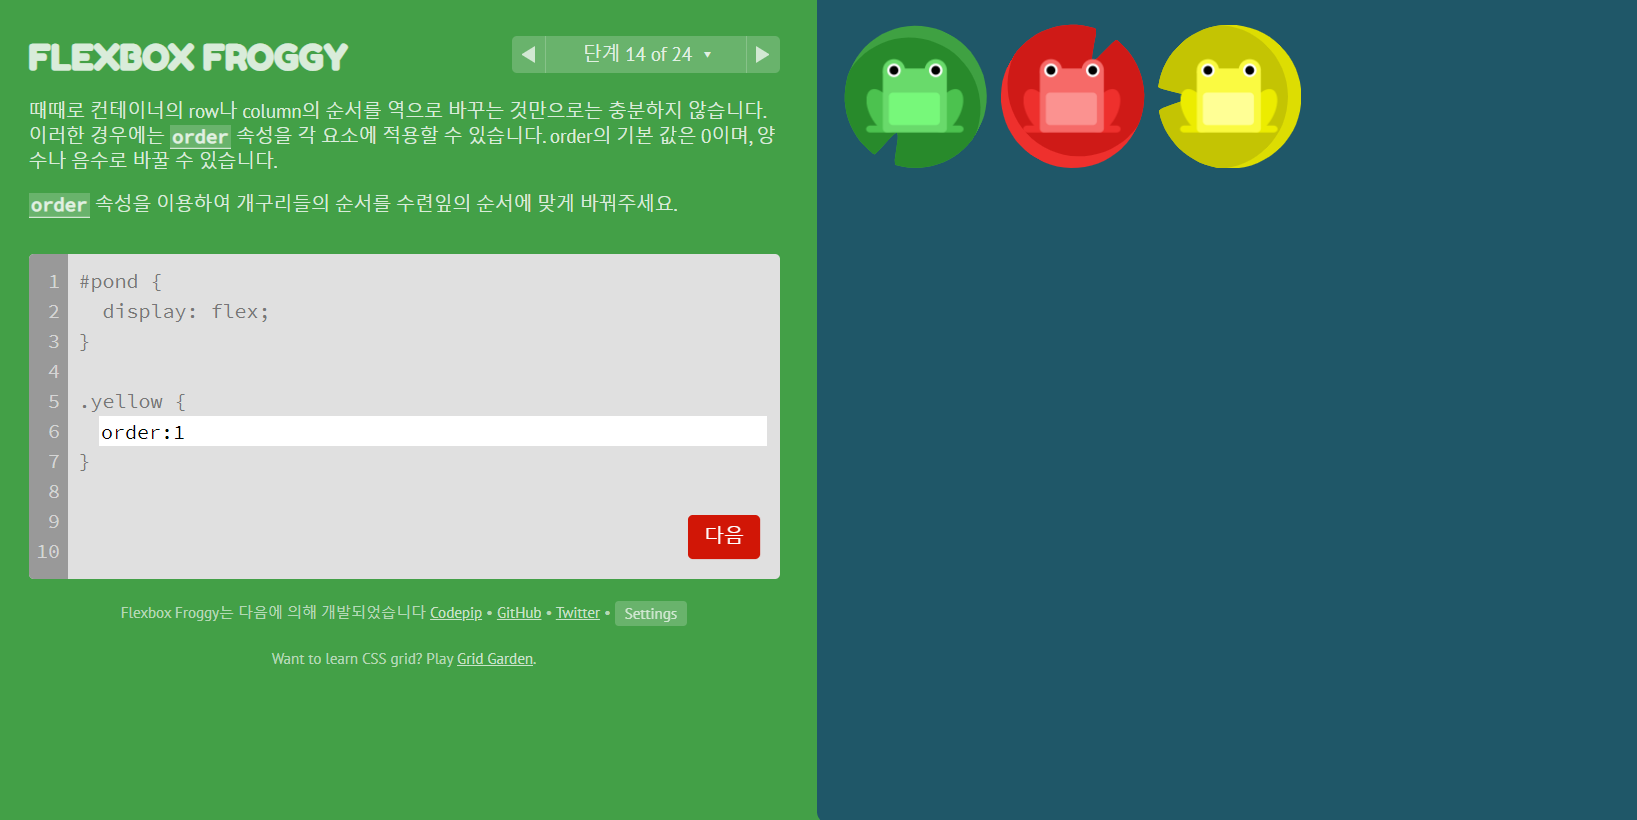 FLEXBOX FROGGY
단계 14 of 24 ▾
때때로 컨테이너의 row나 column의 순서를 역으로 바꾸는 것만으로는 충분하지 않습니다.
이러한 경우에는 order 속성을 각 요소에 적용할 수 있습니다. order의 기본 값은 0이며, 양
수나 음수로 바꿀 수 있습니다.
order 속성을 이용하여 개구리들의 순서를 수련잎의 순서에 맞게 바꿔주세요.
1 #pond {
2 display: flex;
3 }
4
5 .yellow {
6 order:1
7 }
8
9
10
다음
Flexbox Froggy는 다음에 의해 개발되었습니다 Codepip • GitHub • Twitter • Settings
Want to learn CSS grid? Play Grid Garden.